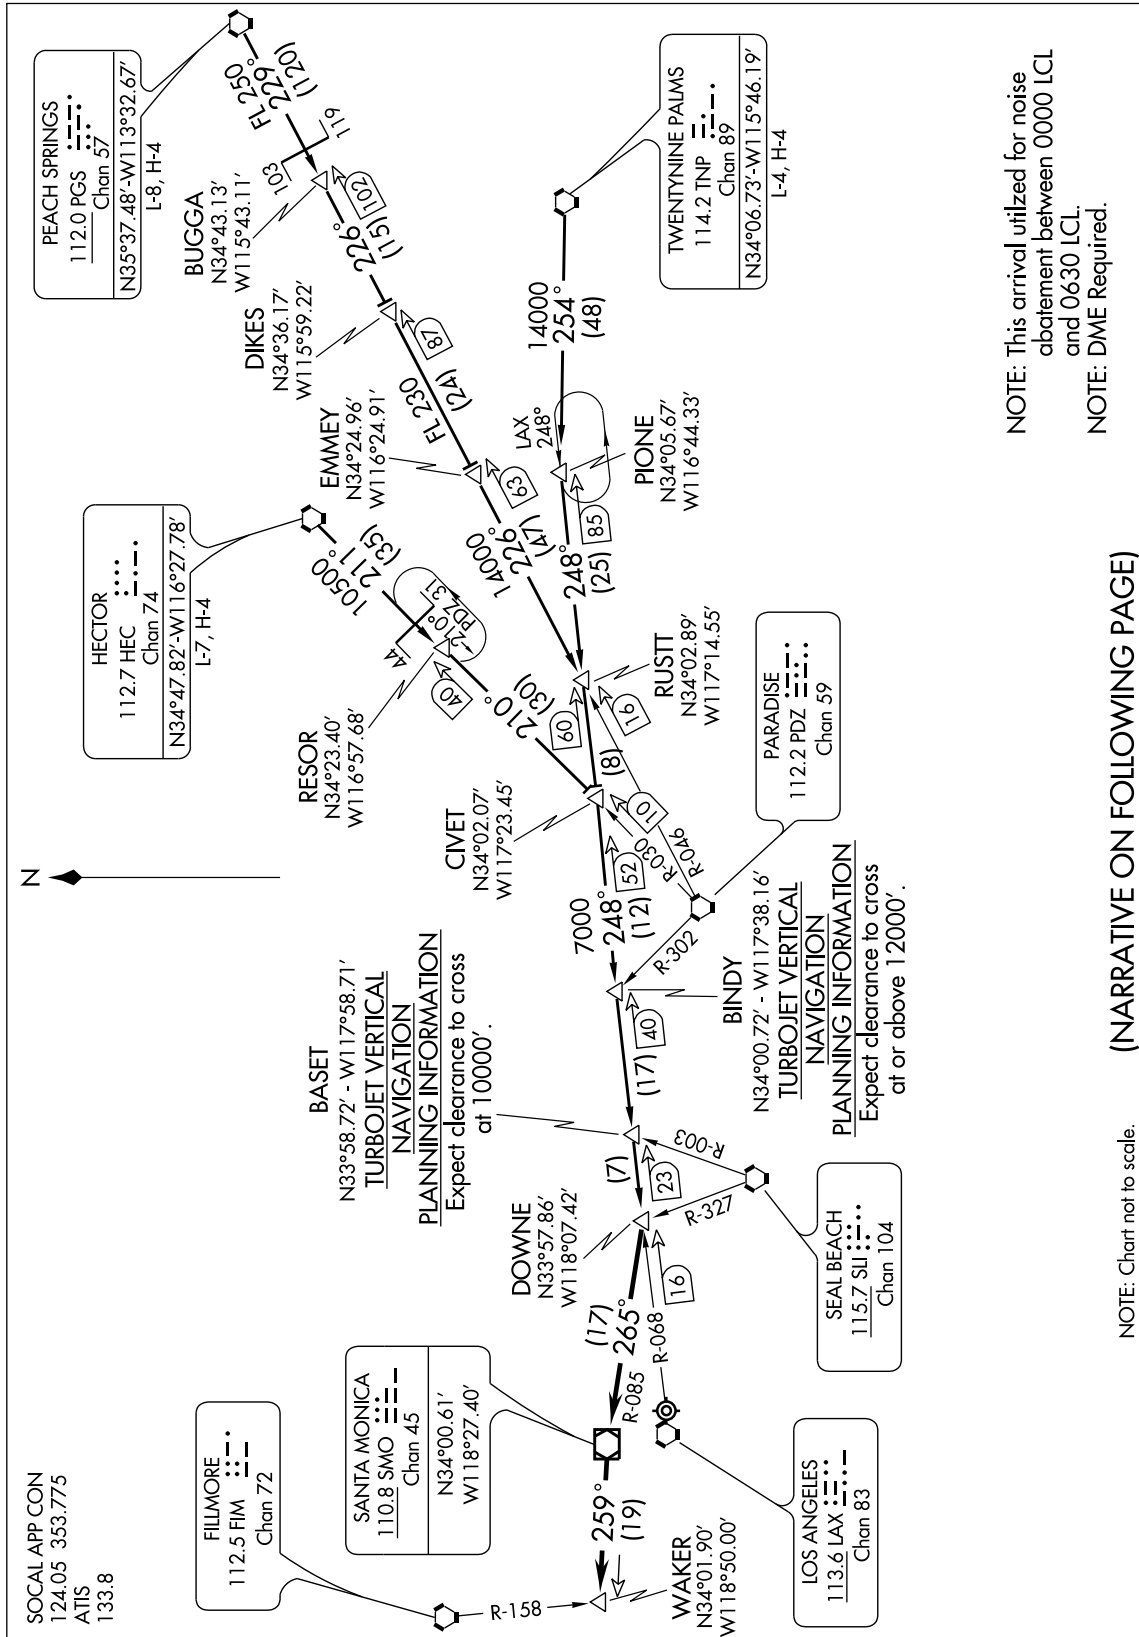 SOCAL APP CON
124.05 353.775
ATIS
133.8
N
FILLMORE
112.5 FIM
Chan 72
SANTA MONICA
110.8 SMO
Chan 45
N34°00.61'
W118°27.40'
LOS ANGELES
113.6 LAX
Chan 83
SEAL BEACH
115.7 SLI
Chan 104
PARADISE
112.2 PDZ
Chan 59
HECTOR
112.7 HEC
Chan 74
N34°47.82'-W116°27.78'
L-7, H-4
PEACH SPRINGS
112.0 PGS
Chan 57
N35°37.48'-W113°32.67'
L-8, H-4
TWENTYNINE PALMS
114.2 TNP
Chan 89
N34°06.73'-W115°46.19'
L-4, H-4
FL 250
229°
(120)
103
119
BUGGA
N34°43.13'
W115°43.11'
102
226°
(15)
DIKES
N34°36.17'
W115°59.22'
87
FL 230
(24)
EMMEY
N34°24.96'
W116°24.91'
63
14000
226°
(47)
14000
254°
(48)
LAX
248°
PIONE
N34°05.67'
W116°44.33'
85
248°
(25)
10500
211°
(35)
44
210°
PDZ 31
RESOR
N34°23.40'
W116°57.68'
40
210°
(30)
RUSTT
N34°02.89'
W117°14.55'
60
16
(8)
CIVET
N34°02.07'
W117°23.45'
10
52
R-030
R-046
7000
248°
(12)
R-302
BINDY
N34°00.72' - W117°38.16'
TURBOJET VERTICAL
NAVIGATION
PLANNING INFORMATION
Expect clearance to cross
at or above 12000'.
40
(17)
BASET
N33°58.72' - W117°58.71'
TURBOJET VERTICAL
NAVIGATION
PLANNING INFORMATION
Expect clearance to cross
at 10000'.
23
R-003
(7)
DOWNE
N33°57.86'
W118°07.42'
16
R-327
R-068
(17)
265°
R-085
259°
(19)
WAKER
N34°01.90'
W118°50.00'
R-158
NOTE: This arrival utilzed for noise
abatement between 0000 LCL
and 0630 LCL.
NOTE: DME Required.
NOTE: Chart not to scale.
(NARRATIVE ON FOLLOWING PAGE)